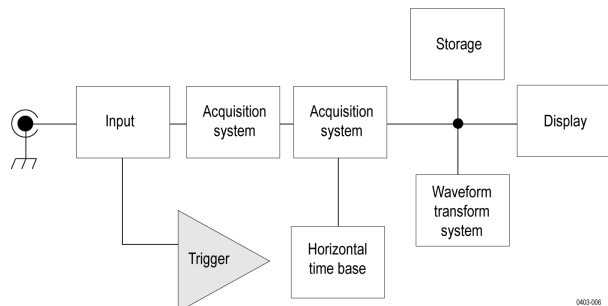 Storage
Input
Acquisition
system
Acquisition
system
Display
Waveform
transform
system
Trigger
Horizontal
time base
0403-006